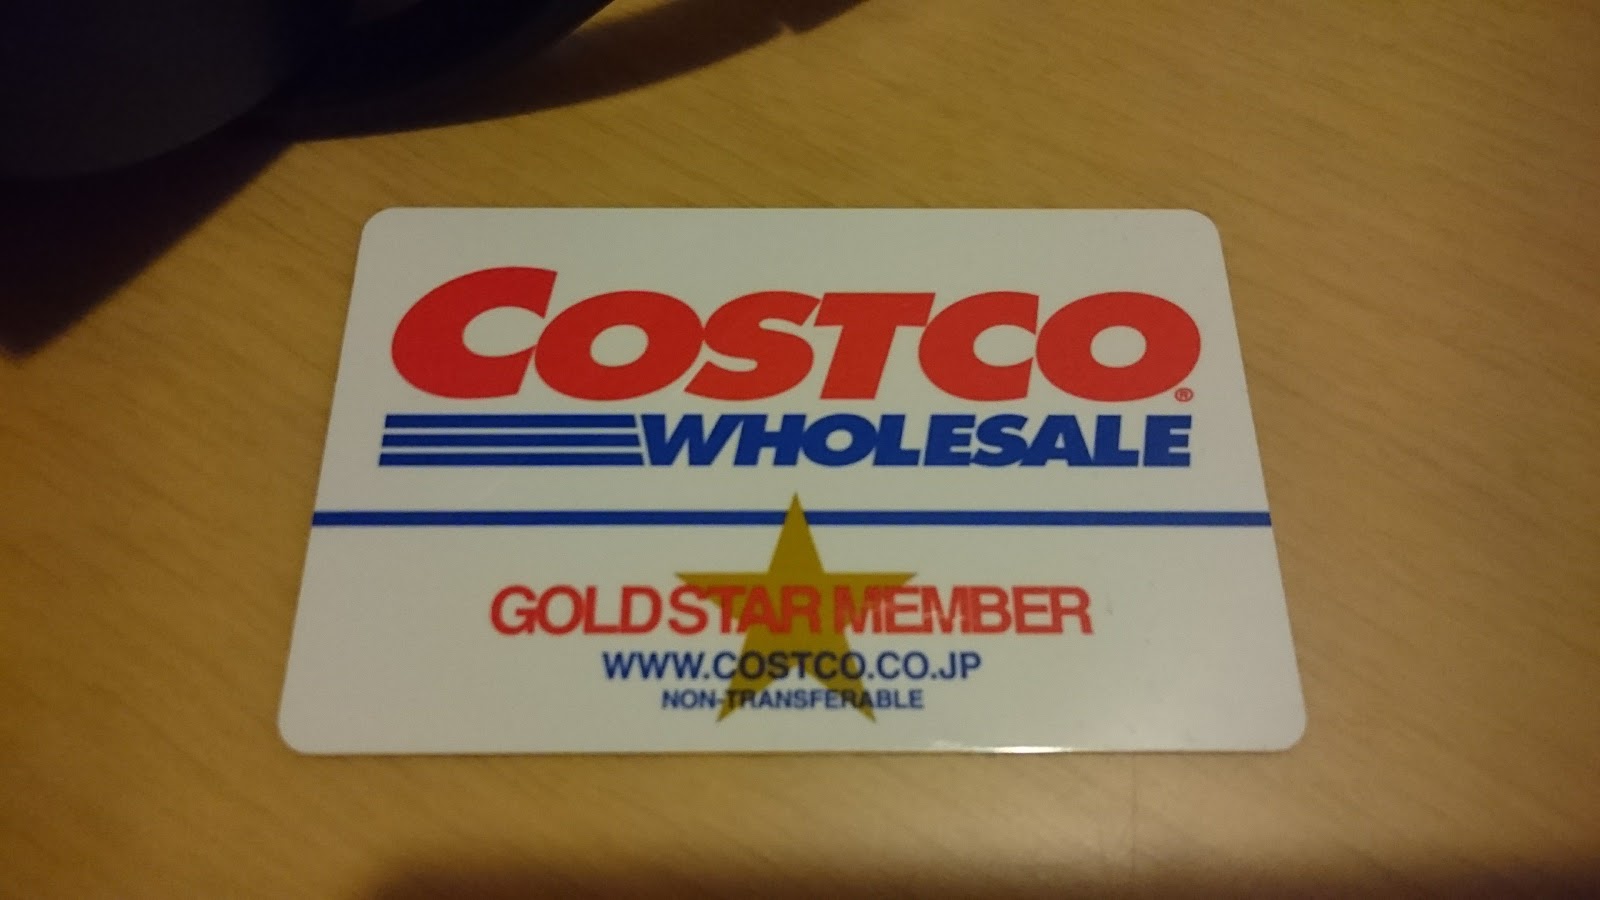 COSTCO®
WHOLESALE
GOLD STAR MEMBER
WWW.COSTCO.CO.JP
NON-TRANSFERABLE